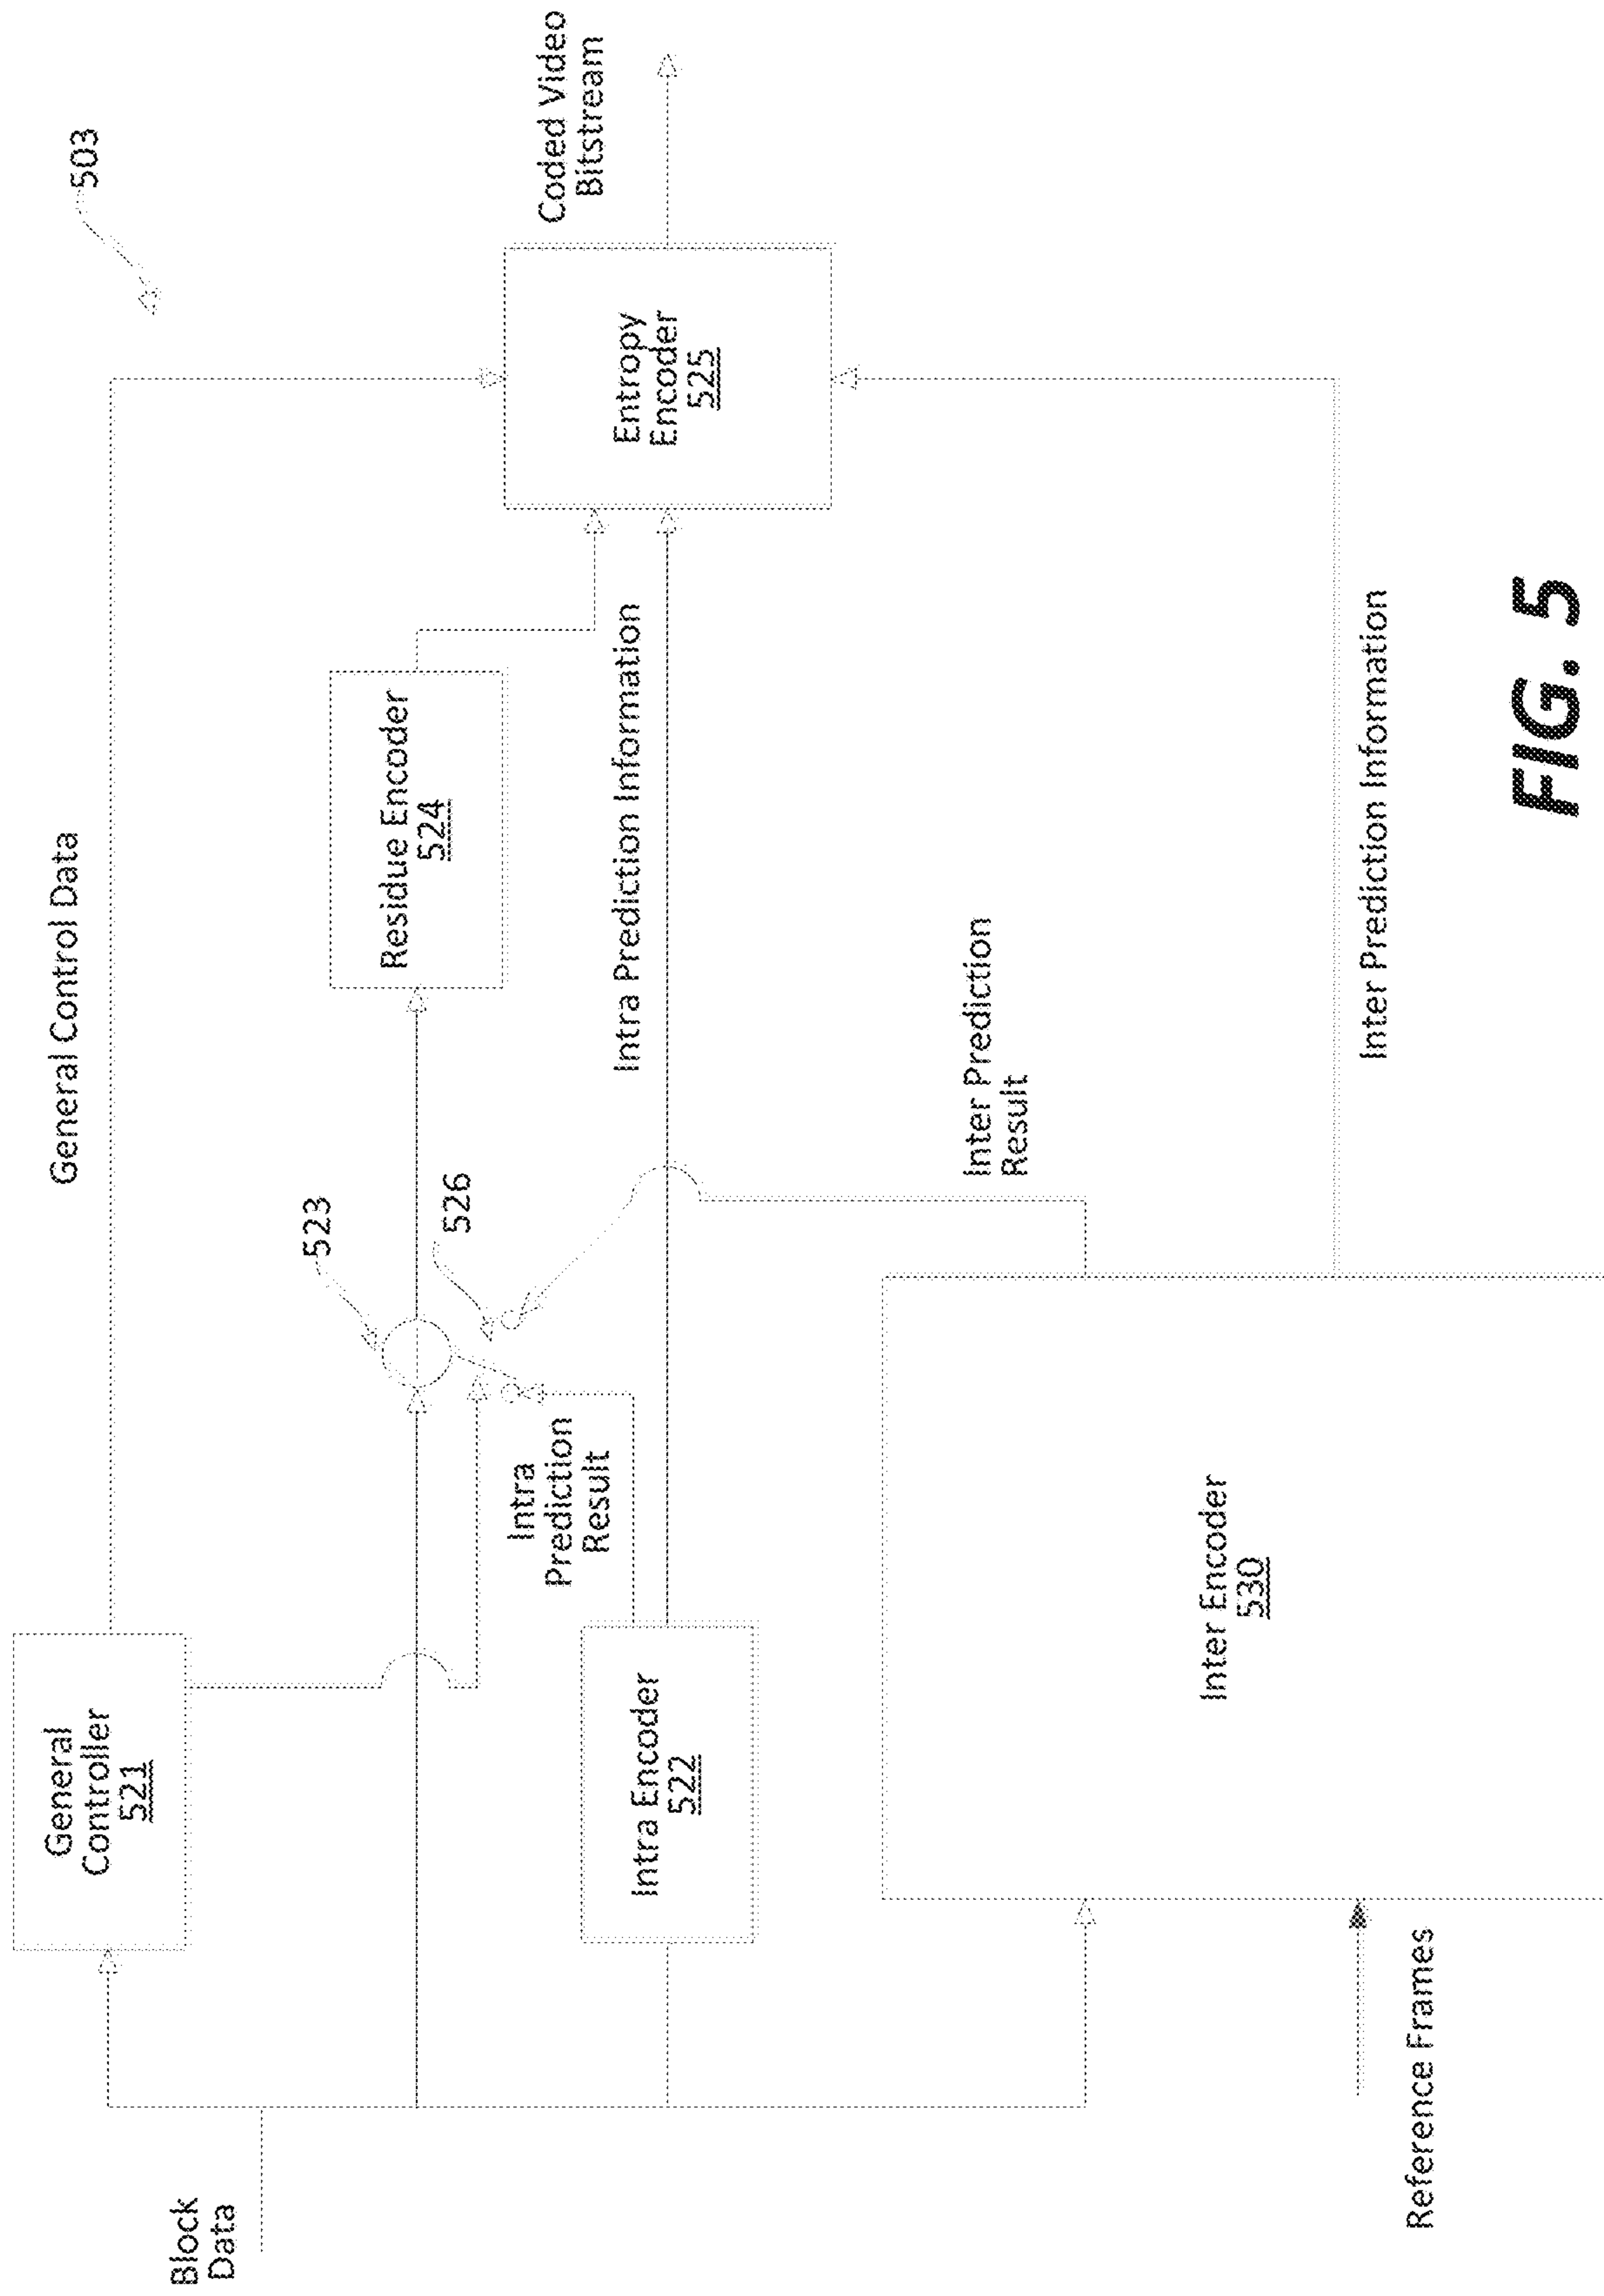 503
General Control Data
General
Controller
521
Block
Data
523
Residue Encoder
524
526
Coded Video
Bitstream
Entropy
Encoder
525
Intra
Prediction
Result
Intra Prediction Information
Intra Encoder
522
Inter Prediction
Result
Inter Encoder
530
Inter Prediction Information
Reference Frames
FIG. 5